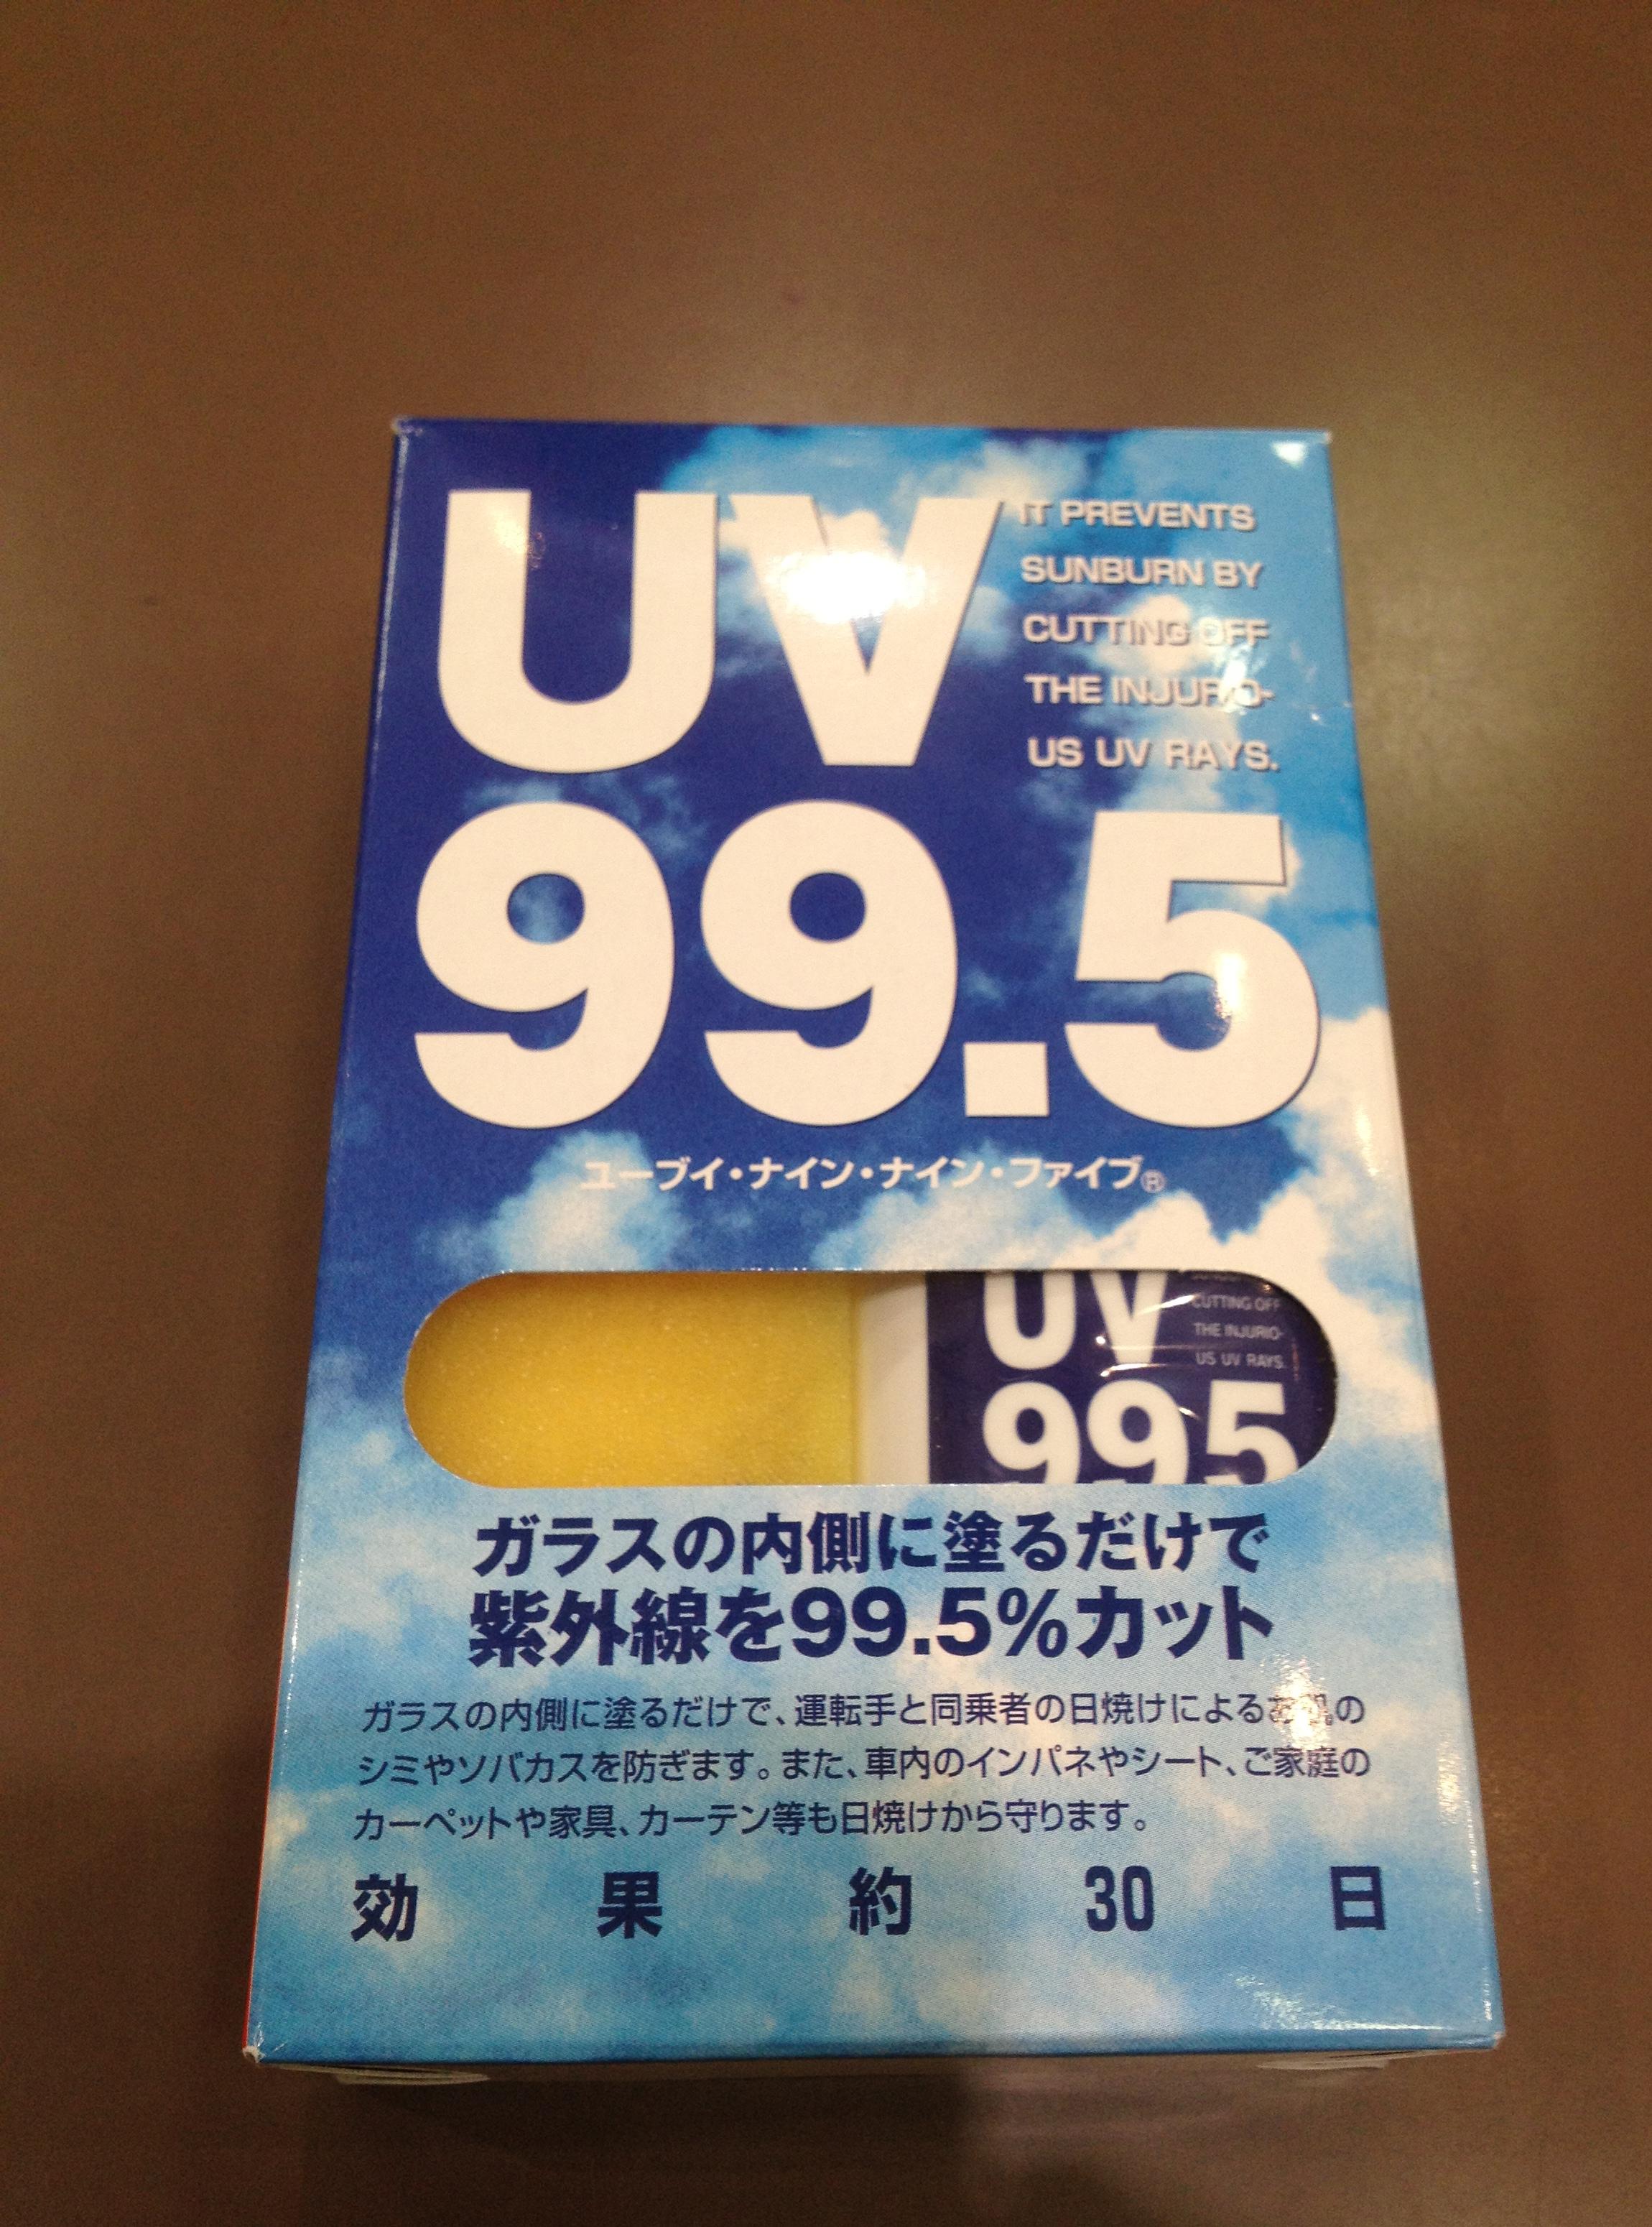 UV
IT PREVENTS
SUNBURN BY
CUTTING OFF
THE INJURIO-
US UV RAYS.
99.5
ユーブイ・ナイン・ナイン・ファイブ®
UV
CUTTING OFF
THE INJURIO-
US UV RAYS.
995
ガラスの内側に塗るだけで
紫外線を99.5%カット
ガラスの内側に塗るだけで、運転手と同乗者の日焼けによるお肌の
シミやソバカスを防ぎます。また、車内のインパネやシート、ご家庭の
カーペットや家具、カーテン等も日焼けから守ります。
効果約30日